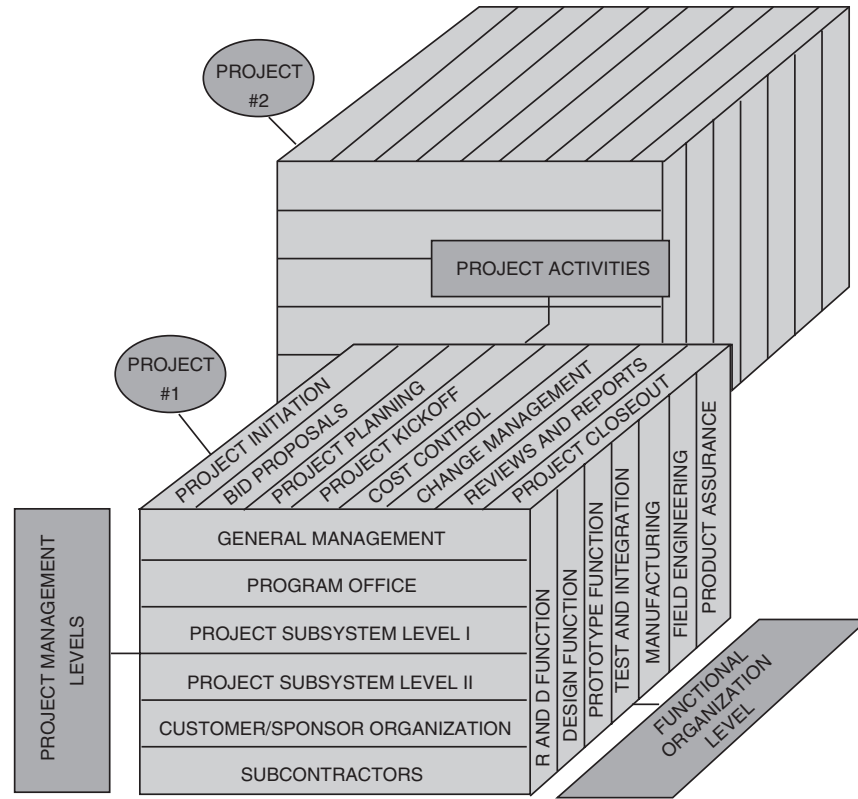 PROJECT
#2
PROJECT ACTIVITIES
PROJECT
#1
PROJECT INITIATION
BID PROPOSALS
PROJECT PLANNING
PROJECT KICKOFF
COST CONTROL
CHANGE MANAGEMENT
REVIEWS AND REPORTS
PROJECT CLOSEOUT
PROJECT MANAGEMENT
LEVELS
GENERAL MANAGEMENT
PROGRAM OFFICE
PROJECT SUBSYSTEM LEVEL I
PROJECT SUBSYSTEM LEVEL II
CUSTOMER/SPONSOR ORGANIZATION
SUBCONTRACTORS
R AND D FUNCTION
DESIGN FUNCTION
PROTOTYPE FUNCTION
TEST AND INTEGRATION
MANUFACTURING
FIELD ENGINEERING
PRODUCT ASSURANCE
FUNCTIONAL
ORGANIZATION
LEVEL